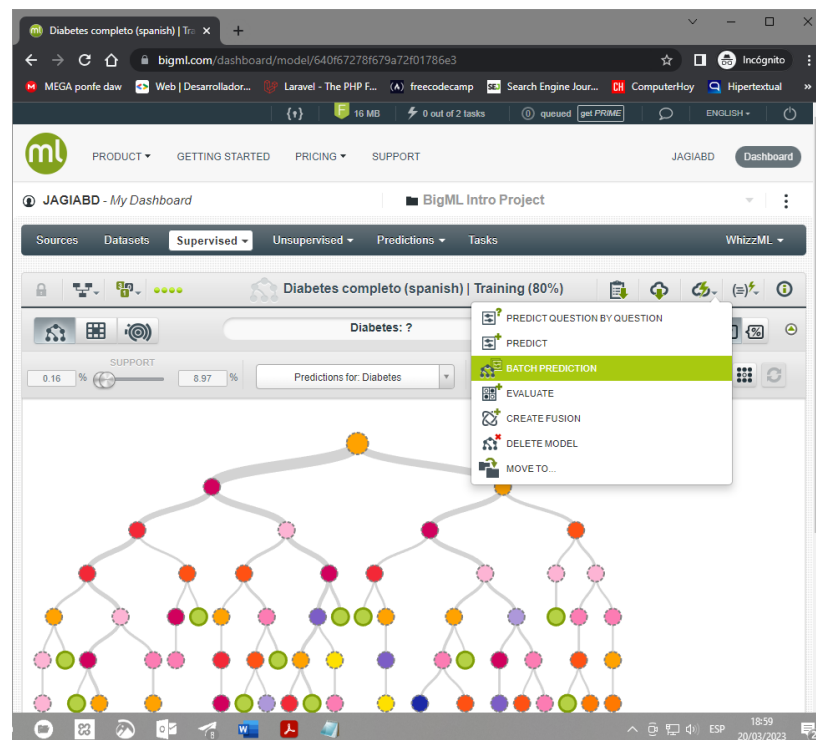 Diabetes completo (spanish) | Tra
bigml.com/dashboard/model/640f67278f679a72f01786e3
Incógnito
MEGA ponfe daw
Web | Desarrollador...
Laravel - The PHP F...
freecodecamp
Search Engine Jour...
CH ComputerHoy
Hipertextual
»
16 MB
0 out of 2 tasks
0 queued
get PRIME
ENGLISH
ml
PRODUCT
GETTING STARTED
PRICING
SUPPORT
JAGIABD
Dashboard
JAGIABD - My Dashboard
BigML Intro Project
Sources
Datasets
Supervised
Unsupervised
Predictions
Tasks
WhizzML
Diabetes completo (spanish) | Training (80%)
Diabetes: ?
SUPPORT
0.16 %
8.97 %
Predictions for: Diabetes
PREDICT QUESTION BY QUESTION
PREDICT
BATCH PREDICTION
EVALUATE
CREATE FUSION
DELETE MODEL
MOVE TO...
ESP
18:59
20/03/2023